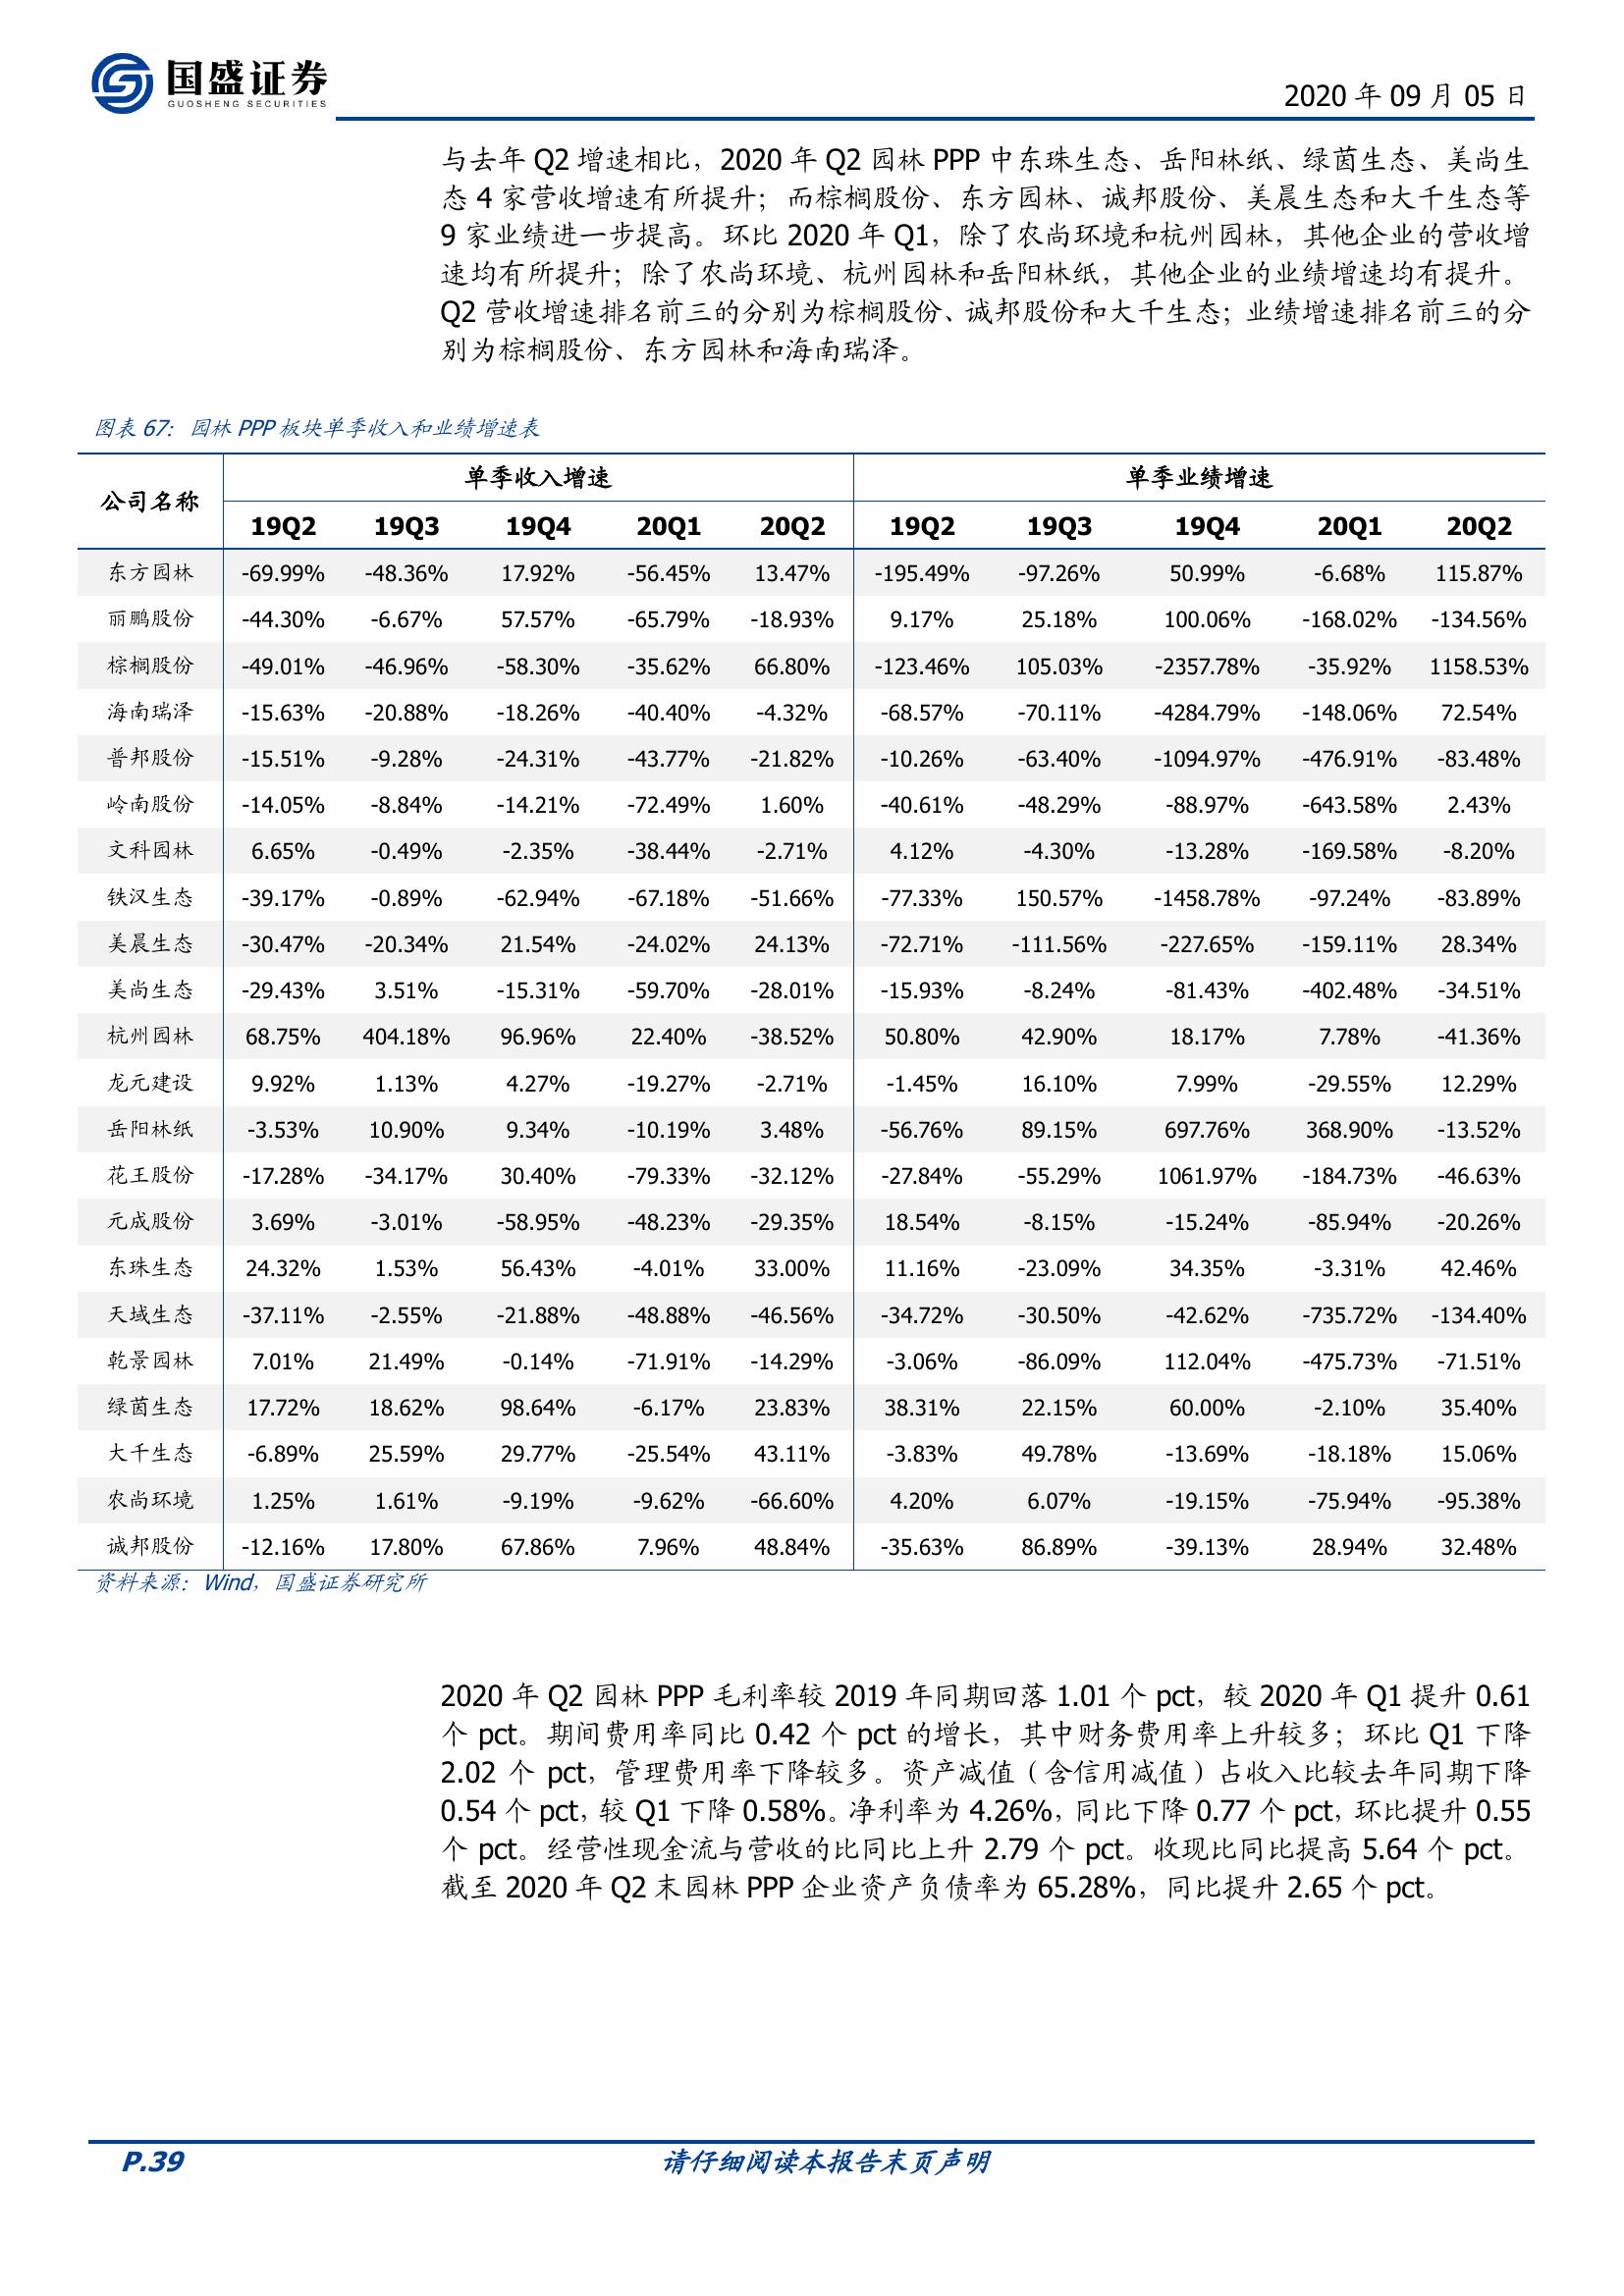 国盛证券
GUOSHENG SECURITIES
2020 年 09 月 05 日
与去年 Q2 增速相比，2020 年 Q2 园林 PPP 中东珠生态、岳阳林纸、绿茵生态、美尚生
态 4 家营收增速有所提升；而棕榈股份、东方园林、诚邦股份、美晨生态和大千生态等
9 家业绩进一步提高。环比 2020 年 Q1，除了农尚环境和杭州园林，其他企业的营收增
速均有所提升；除了农尚环境、杭州园林和岳阳林纸，其他企业的业绩增速均有提升。
Q2 营收增速排名前三的分别为棕榈股份、诚邦股份和大千生态；业绩增速排名前三的分
别为棕榈股份、东方园林和海南瑞泽。
图表 67：园林 PPP 板块单季收入和业绩增速表
公司名称 单季收入增速 单季业绩增速
19Q2 19Q3 19Q4 20Q1 20Q2 19Q2 19Q3 19Q4 20Q1 20Q2
东方园林 -69.99% -48.36% 17.92% -56.45% 13.47% -195.49% -97.26% 50.99% -6.68% 115.87%
丽鹏股份 -44.30% -6.67% 57.57% -65.79% -18.93% 9.17% 25.18% 100.06% -168.02% -134.56%
棕榈股份 -49.01% -46.96% -58.30% -35.62% 66.80% -123.46% 105.03% -2357.78% -35.92% 1158.53%
海南瑞泽 -15.63% -20.88% -18.26% -40.40% -4.32% -68.57% -70.11% -4284.79% -148.06% 72.54%
普邦股份 -15.51% -9.28% -24.31% -43.77% -21.82% -10.26% -63.40% -1094.97% -476.91% -83.48%
岭南股份 -14.05% -8.84% -14.21% -72.49% 1.60% -40.61% -48.29% -88.97% -643.58% 2.43%
文科园林 6.65% -0.49% -2.35% -38.44% -2.71% 4.12% -4.30% -13.28% -169.58% -8.20%
铁汉生态 -39.17% -0.89% -62.94% -67.18% -51.66% -77.33% 150.57% -1458.78% -97.24% -83.89%
美晨生态 -30.47% -20.34% 21.54% -24.02% 24.13% -72.71% -111.56% -227.65% -159.11% 28.34%
美尚生态 -29.43% 3.51% -15.31% -59.70% -28.01% -15.93% -8.24% -81.43% -402.48% -34.51%
杭州园林 68.75% 404.18% 96.96% 22.40% -38.52% 50.80% 42.90% 18.17% 7.78% -41.36%
龙元建设 9.92% 1.13% 4.27% -19.27% -2.71% -1.45% 16.10% 7.99% -29.55% 12.29%
岳阳林纸 -3.53% 10.90% 9.34% -10.19% 3.48% -56.76% 89.15% 697.76% 368.90% -13.52%
花王股份 -17.28% -34.17% 30.40% -79.33% -32.12% -27.84% -55.29% 1061.97% -184.73% -46.63%
元成股份 3.69% -3.01% -58.95% -48.23% -29.35% 18.54% -8.15% -15.24% -85.94% -20.26%
东珠生态 24.32% 1.53% 56.43% -4.01% 33.00% 11.16% -23.09% 34.35% -3.31% 42.46%
天域生态 -37.11% -2.55% -21.88% -48.88% -46.56% -34.72% -30.50% -42.62% -735.72% -134.40%
乾景园林 7.01% 21.49% -0.14% -71.91% -14.29% -3.06% -86.09% 112.04% -475.73% -71.51%
绿茵生态 17.72% 18.62% 98.64% -6.17% 23.83% 38.31% 22.15% 60.00% -2.10% 35.40%
大千生态 -6.89% 25.59% 29.77% -25.54% 43.11% -3.83% 49.78% -13.69% -18.18% 15.06%
农尚环境 1.25% 1.61% -9.19% -9.62% -66.60% 4.20% 6.07% -19.15% -75.94% -95.38%
诚邦股份 -12.16% 17.80% 67.86% 7.96% 48.84% -35.63% 86.89% -39.13% 28.94% 32.48%
资料来源：Wind，国盛证券研究所
2020 年 Q2 园林 PPP 毛利率较 2019 年同期回落 1.01 个 pct，较 2020 年 Q1 提升 0.61
个 pct。期间费用率同比 0.42 个 pct 的增长，其中财务费用率上升较多；环比 Q1 下降
2.02 个 pct，管理费用率下降较多。资产减值（含信用减值）占收入比较去年同期下降
0.54 个 pct，较 Q1 下降 0.58%。净利率为 4.26%，同比下降 0.77 个 pct，环比提升 0.55
个 pct。经营性现金流与营收的比同比上升 2.79 个 pct。收现比同比提高 5.64 个 pct。
截至 2020 年 Q2 末园林 PPP 企业资产负债率为 65.28%，同比提升 2.65 个 pct。
P.39
请仔细阅读本报告末页声明